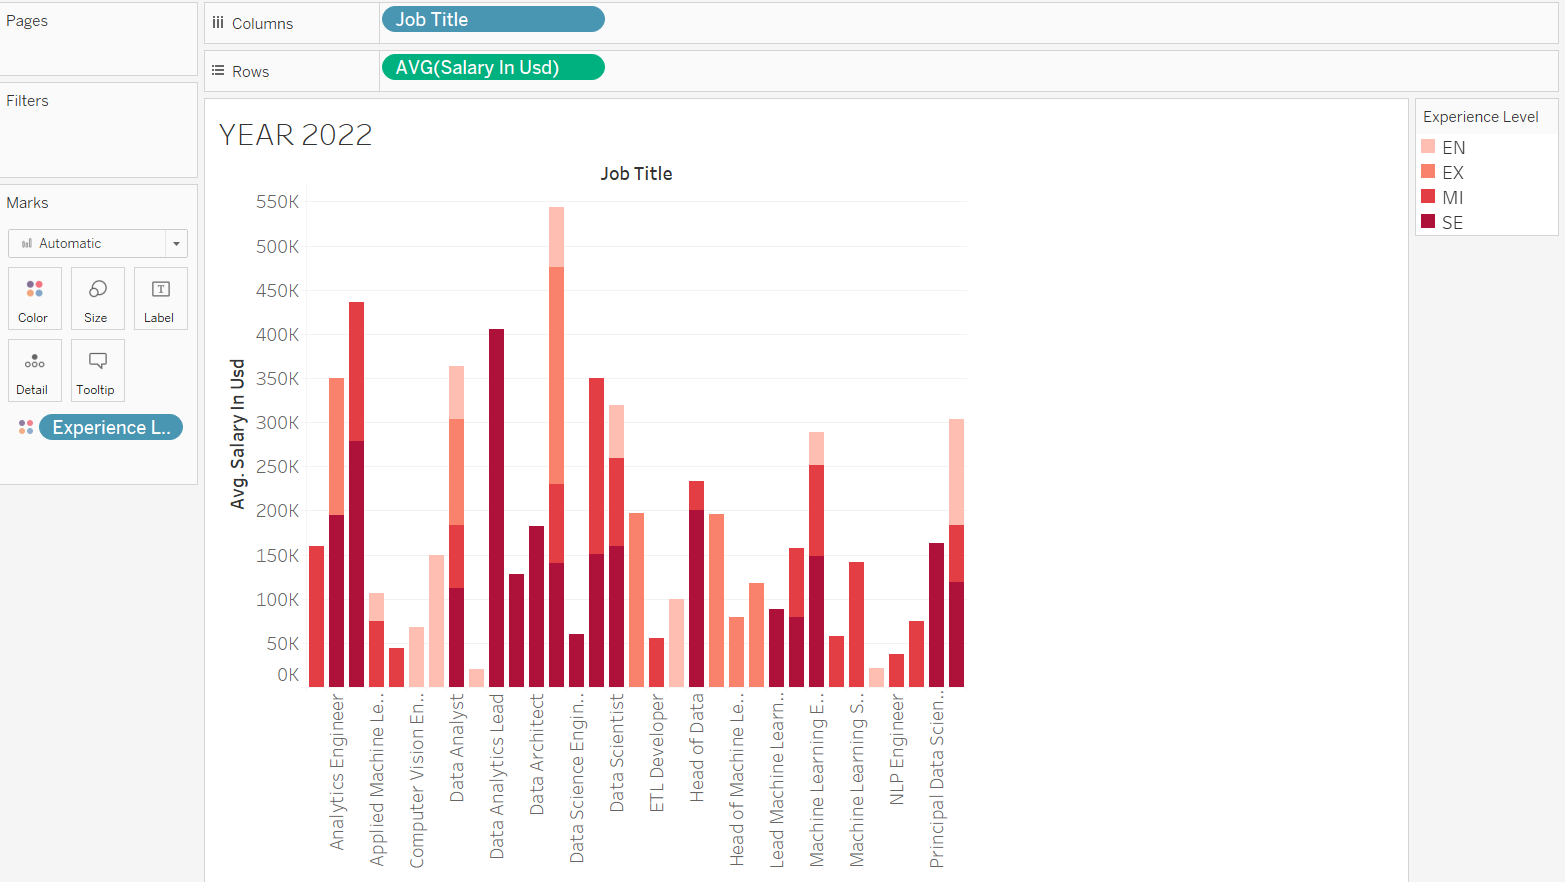 Pages
Columns
Job Title
Rows
AVG(Salary In Usd)
Filters
Marks
Automatic
Color
Size
Label
Detail
Tooltip
Experience L..
YEAR 2022
Job Title
Avg. Salary In Usd
550K
500K
450K
400K
350K
300K
250K
200K
150K
100K
50K
0K
Analytics Engineer
Applied Machine Le..
Computer Vision En..
Data Analyst
Data Analytics Lead
Data Architect
Data Science Engin..
Data Scientist
ETL Developer
Head of Data
Head of Machine Le..
Lead Machine Learn..
Machine Learning E..
Machine Learning S..
NLP Engineer
Principal Data Scien..
Experience Level
EN
EX
MI
SE